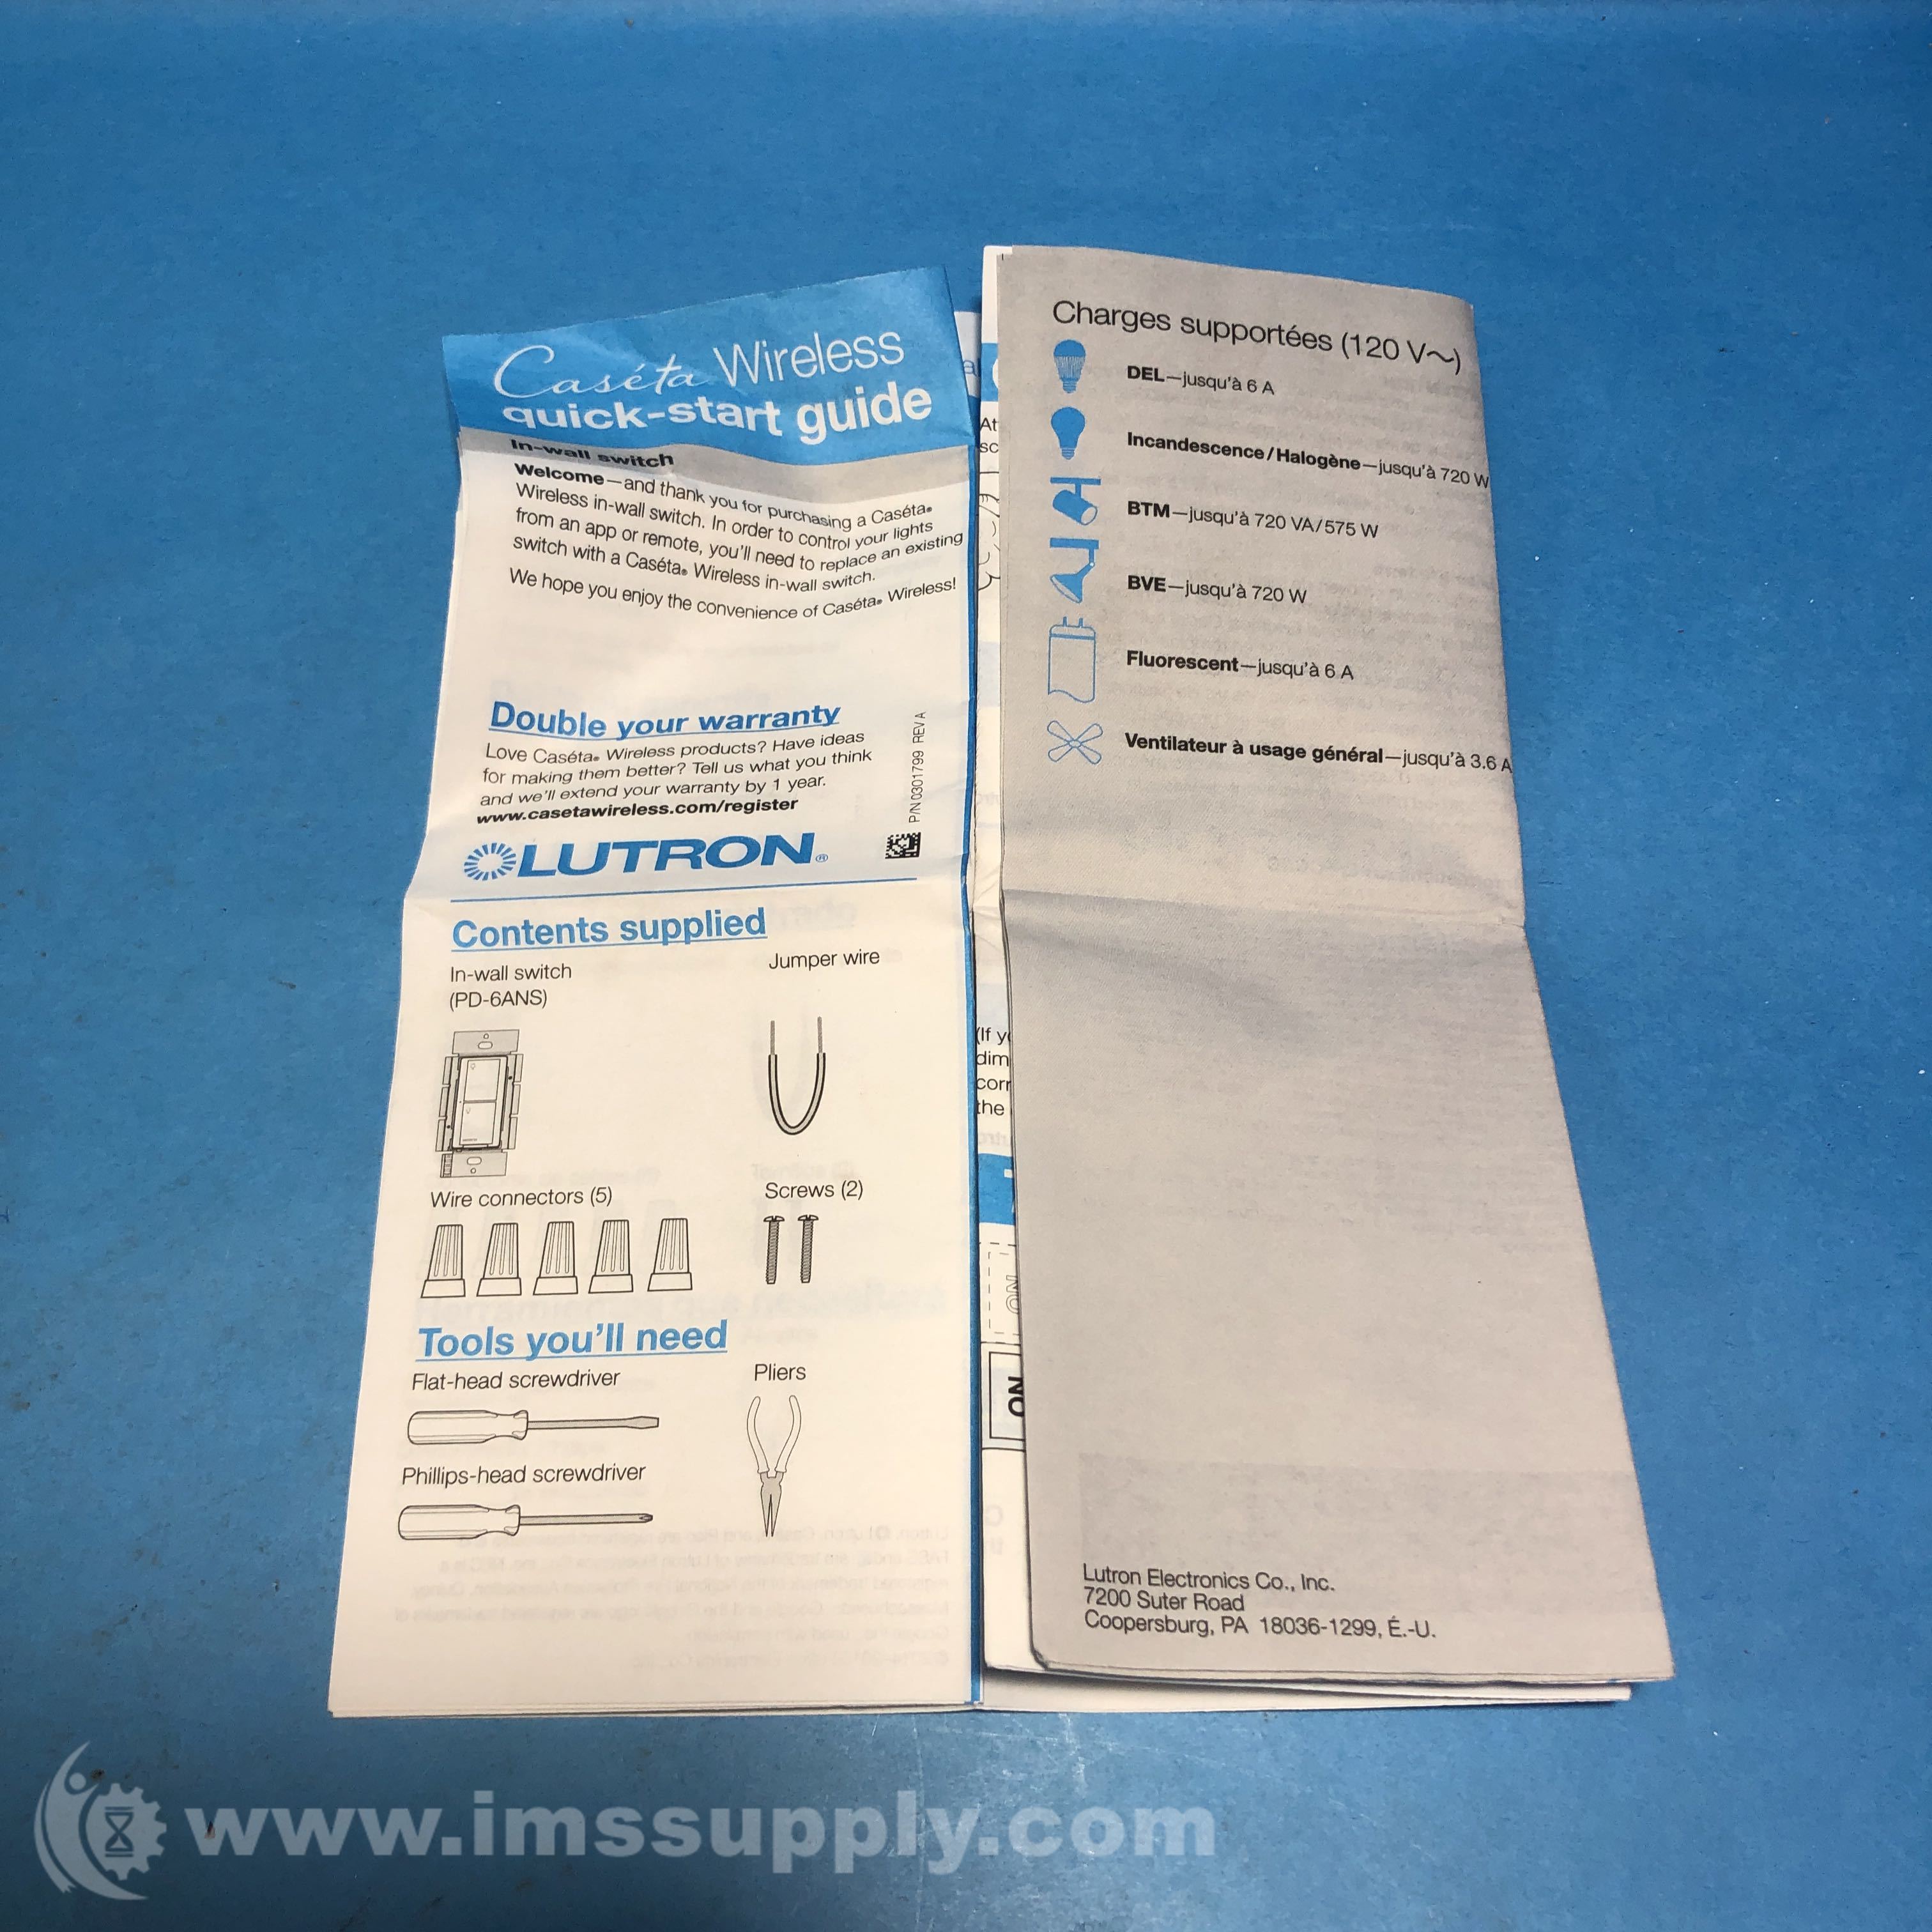 Caséta Wireless
quick-start guide
In-wall switch
Welcome—and thank you for purchasing a Caséta®
Wireless in-wall switch. In order to control your lights
from an app or remote, you'll need to replace an existing
switch with a Caséta® Wireless in-wall switch.
We hope you enjoy the convenience of Caséta® Wireless!
Double your warranty
Love Caséta® Wireless products? Have ideas
for making them better? Tell us what you think
and we'll extend your warranty by 1 year.
www.casetawireless.com/register
P/N 0301799 REV A
LUTRON®
Contents supplied
In-wall switch
(PD-6ANS)
Jumper wire
Wire connectors (5)
Screws (2)
Tools you'll need
Flat-head screwdriver
Pliers
Phillips-head screwdriver
At
sc
(If y
dim
corr
the
ON
ON
Charges supportées (120 V~)
DEL—jusqu'à 6 A
Incandescence/Halogène—jusqu'à 720 W
BTM—jusqu'à 720 VA/575 W
BVE—jusqu'à 720 W
Fluorescent—jusqu'à 6 A
Ventilateur à usage général—jusqu'à 3.6 A
Lutron Electronics Co., Inc.
7200 Suter Road
Coopersburg, PA 18036-1299, É.-U.
www.imssupply.com